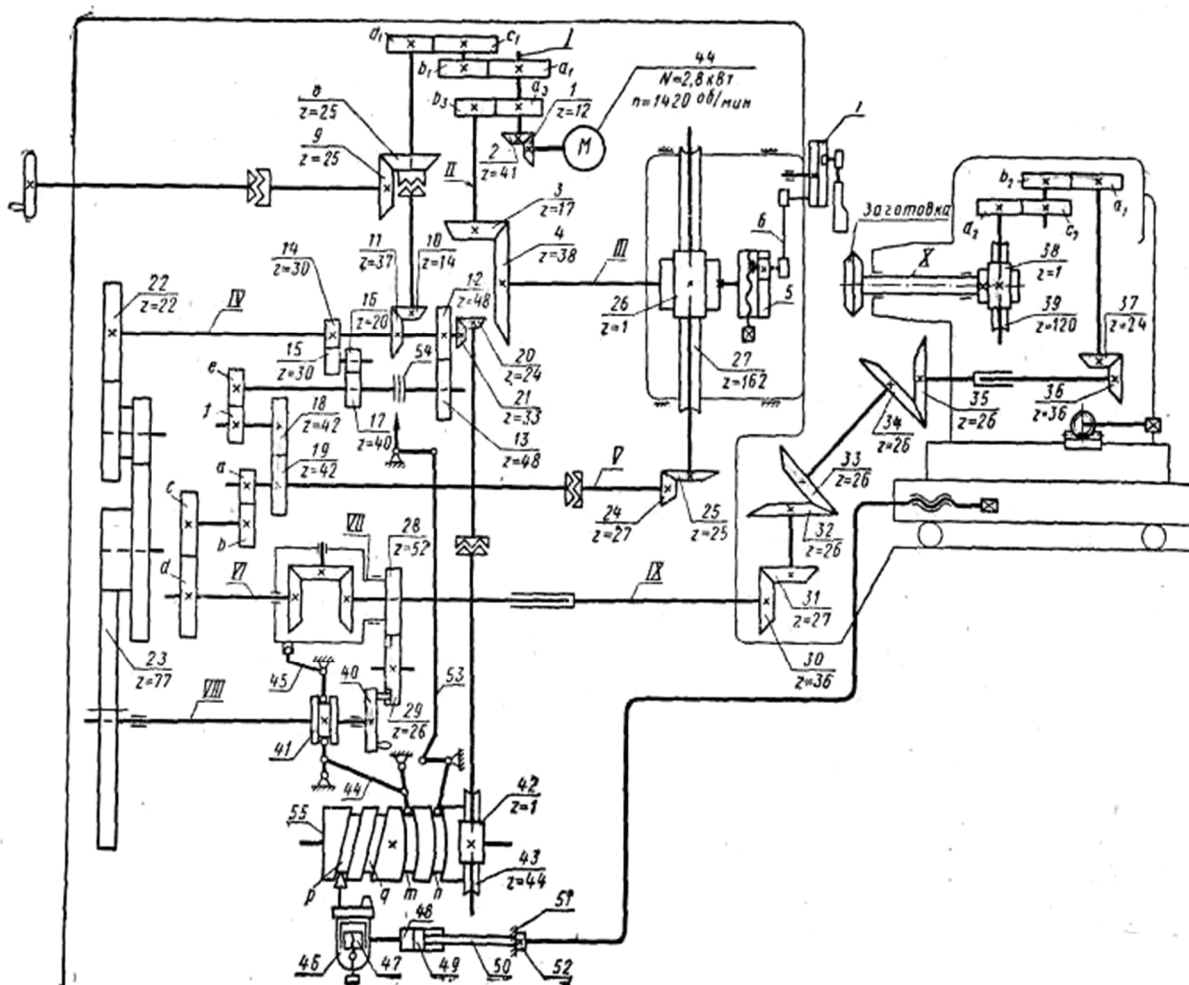 d₁
c₁
I
b₁
a₁
44
N=2,8 кВт
n=1420 об/мин
b₃
a₃
1
z=12
M
8
z=25
9
z=25
2
z=41
II
3
z=17
4
z=38
6
5
Заготовка
b₂
a₂
c₂
X
38
z=1
39
z=120
37
z=24
36
z=36
14
z=30
11
z=37
10
z=14
12
z=48
III
22
z=22
IV
16
z=20
54
26
z=1
15
z=30
20
z=24
27
z=162
e
21
z=33
18
z=42
17
z=40
13
z=48
35
z=26
34
z=26
33
z=26
a
19
z=42
V
c
b
24
z=27
25
z=25
32
z=26
d
VI
VII
28
z=52
IX
31
z=27
30
z=36
23
z=77
45
40
53
VIII
29
z=26
41
44
42
z=1
55
43
z=44
p
q
m
n
48
51
46
47
49
50
52